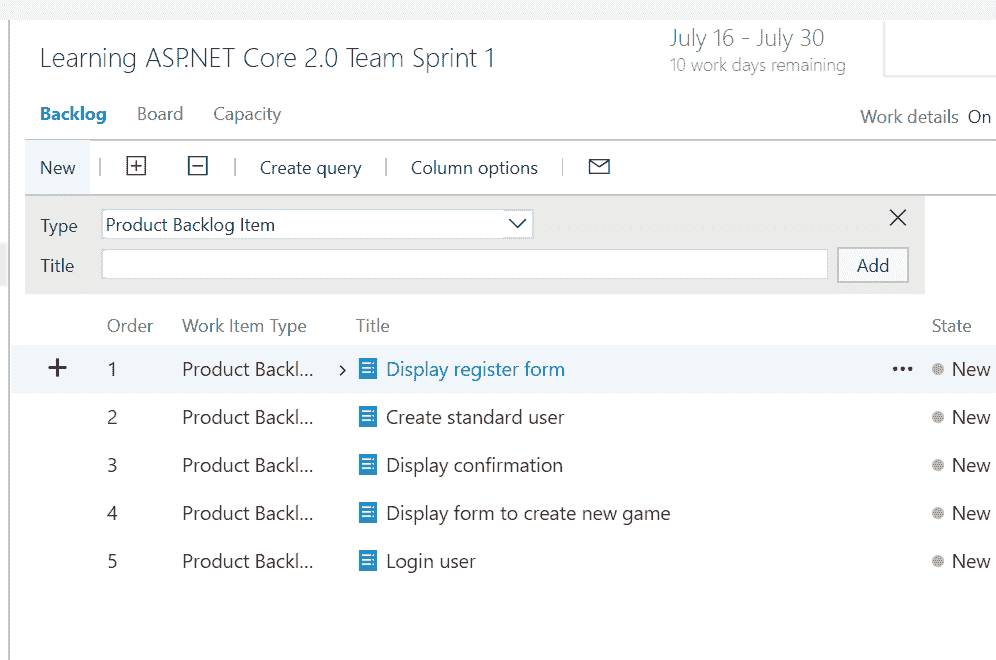 Learning ASP.NET Core 2.0 Team Sprint 1
July 16 - July 30
10 work days remaining
Backlog Board Capacity
Work details On
New Create query Column options
Type Product Backlog Item
Title Add
Order Work Item Type Title State
1 Product Backl... Display register form ... New
2 Product Backl... Create standard user New
3 Product Backl... Display confirmation New
4 Product Backl... Display form to create new game New
5 Product Backl... Login user New